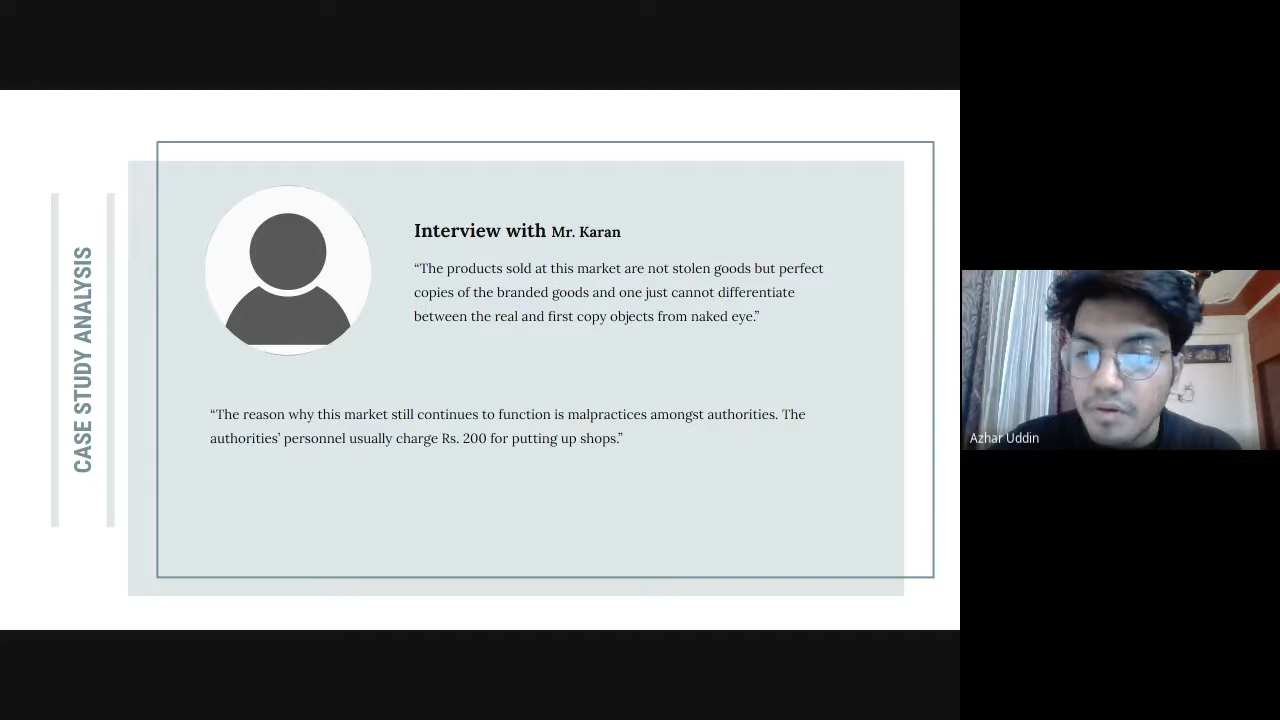 CASE STUDY ANALYSIS
Interview with Mr. Karan
“The products sold at this market are not stolen goods but perfect
copies of the branded goods and one just cannot differentiate
between the real and first copy objects from naked eye.”
“The reason why this market still continues to function is malpractices amongst authorities. The
authorities’ personnel usually charge Rs. 200 for putting up shops.”
Azhar Uddin